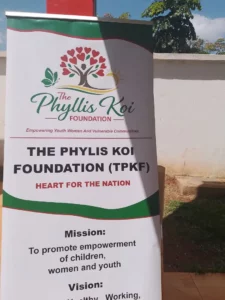 The
Phyllis Koi
FOUNDATION
Empowering Youth Women And Vulnerable Communities
THE PHYLIS KOI
FOUNDATION (TPKF)
HEART FOR THE NATION
Mission:
To promote empowerment
of children,
women and youth
Vision:
Working,